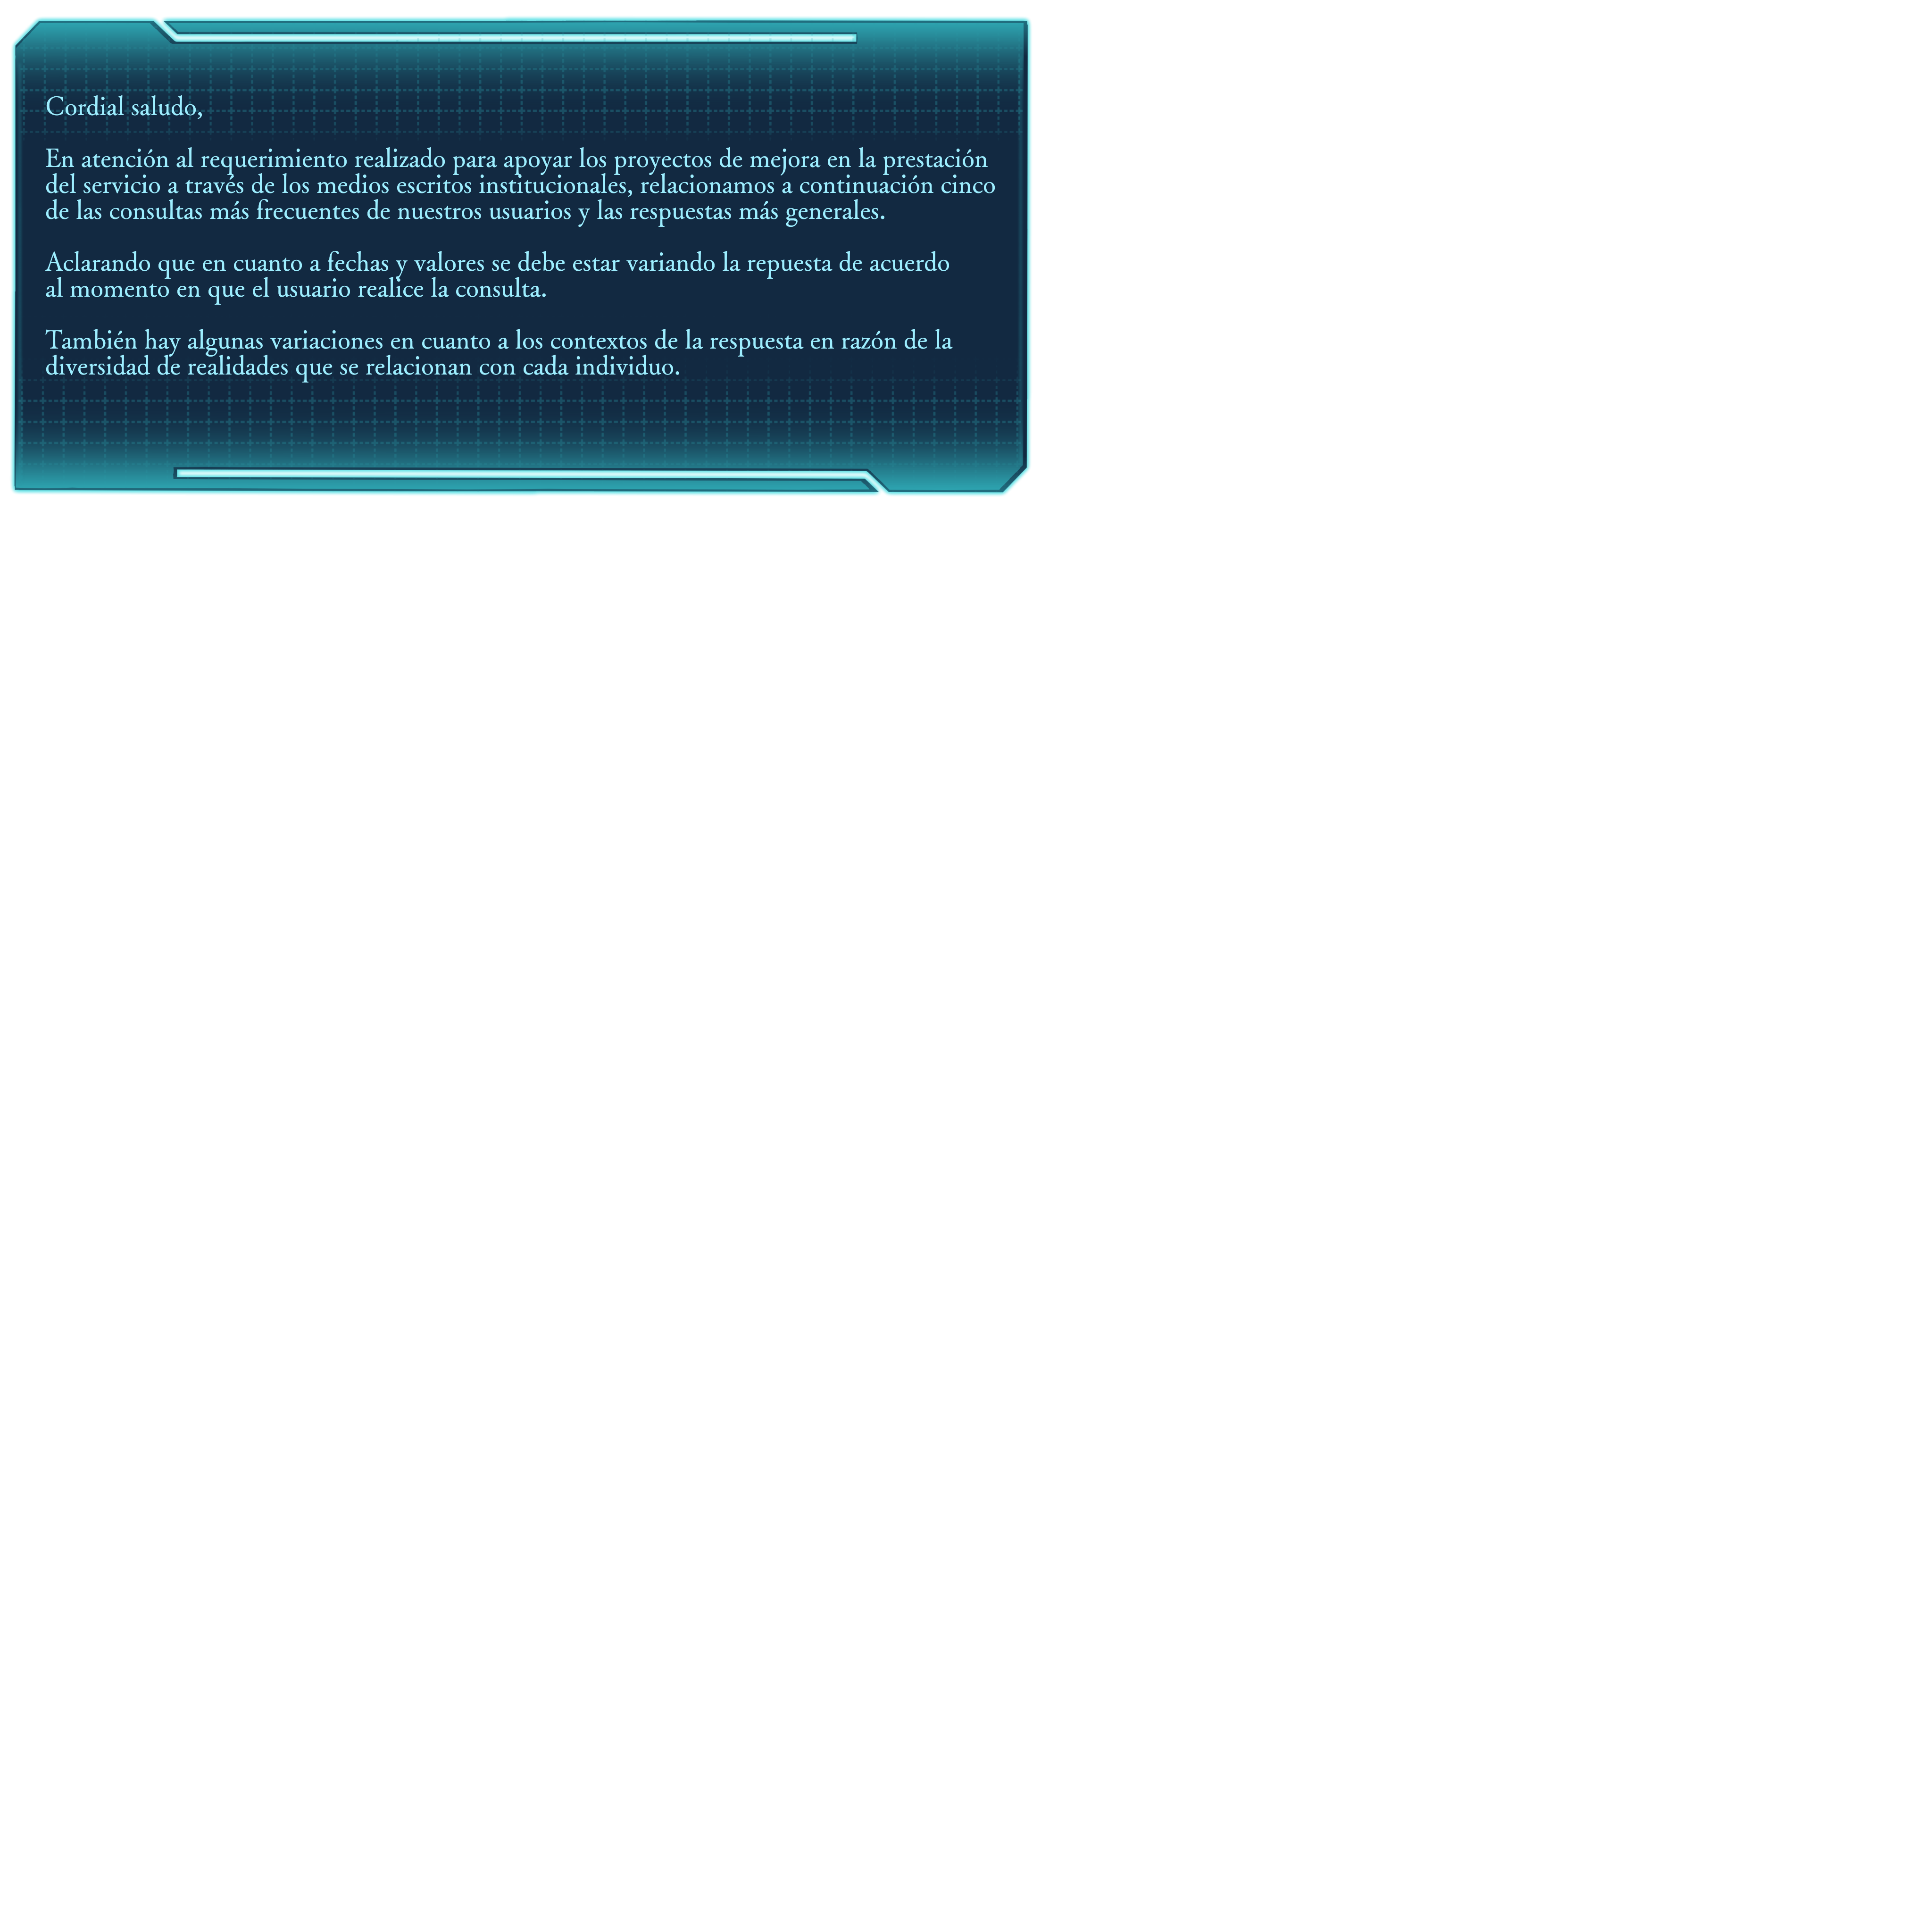 Cordial saludo,
En atención al requerimiento realizado para apoyar los proyectos de mejora en la prestación
del servicio a través de los medios escritos institucionales, relacionamos a continuación cinco
de las consultas más frecuentes de nuestros usuarios y las respuestas más generales.
Aclarando que en cuanto a fechas y valores se debe estar variando la repuesta de acuerdo
al momento en que el usuario realice la consulta.
También hay algunas variaciones en cuanto a los contextos de la respuesta en razón de la
diversidad de realidades que se relacionan con cada individuo.